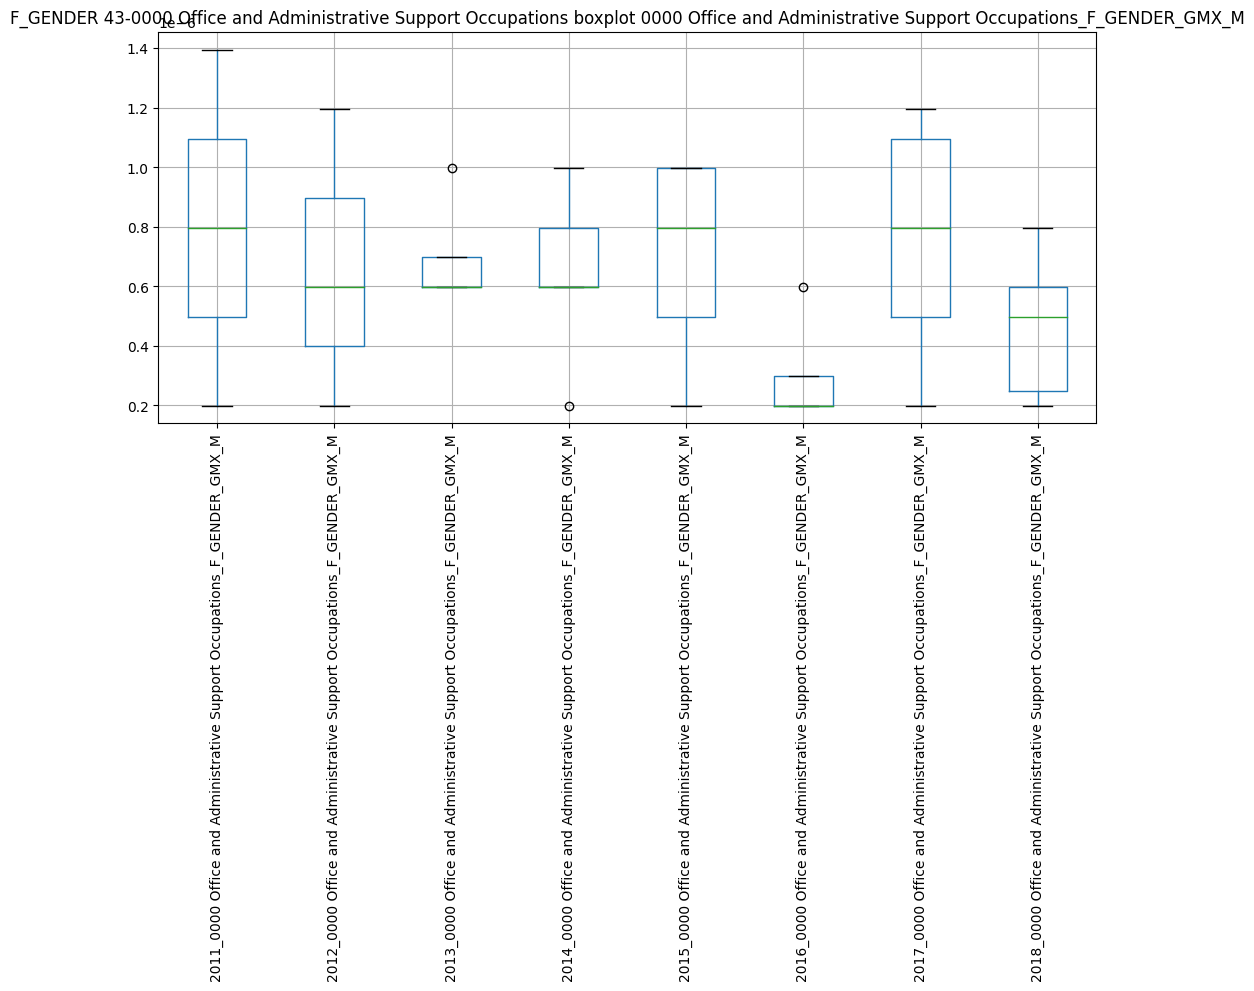 F_GENDER 43-0000 Office and Administrative Support Occupations boxplot 0000 Office and Administrative Support Occupations_F_GENDER_GMX_M
1e−6
1.4
1.2
1.0
0.8
0.6
0.4
0.2
2011_0000 Office and Administrative Support Occupations_F_GENDER_GMX_M
2012_0000 Office and Administrative Support Occupations_F_GENDER_GMX_M
2013_0000 Office and Administrative Support Occupations_F_GENDER_GMX_M
2014_0000 Office and Administrative Support Occupations_F_GENDER_GMX_M
2015_0000 Office and Administrative Support Occupations_F_GENDER_GMX_M
2016_0000 Office and Administrative Support Occupations_F_GENDER_GMX_M
2017_0000 Office and Administrative Support Occupations_F_GENDER_GMX_M
2018_0000 Office and Administrative Support Occupations_F_GENDER_GMX_M